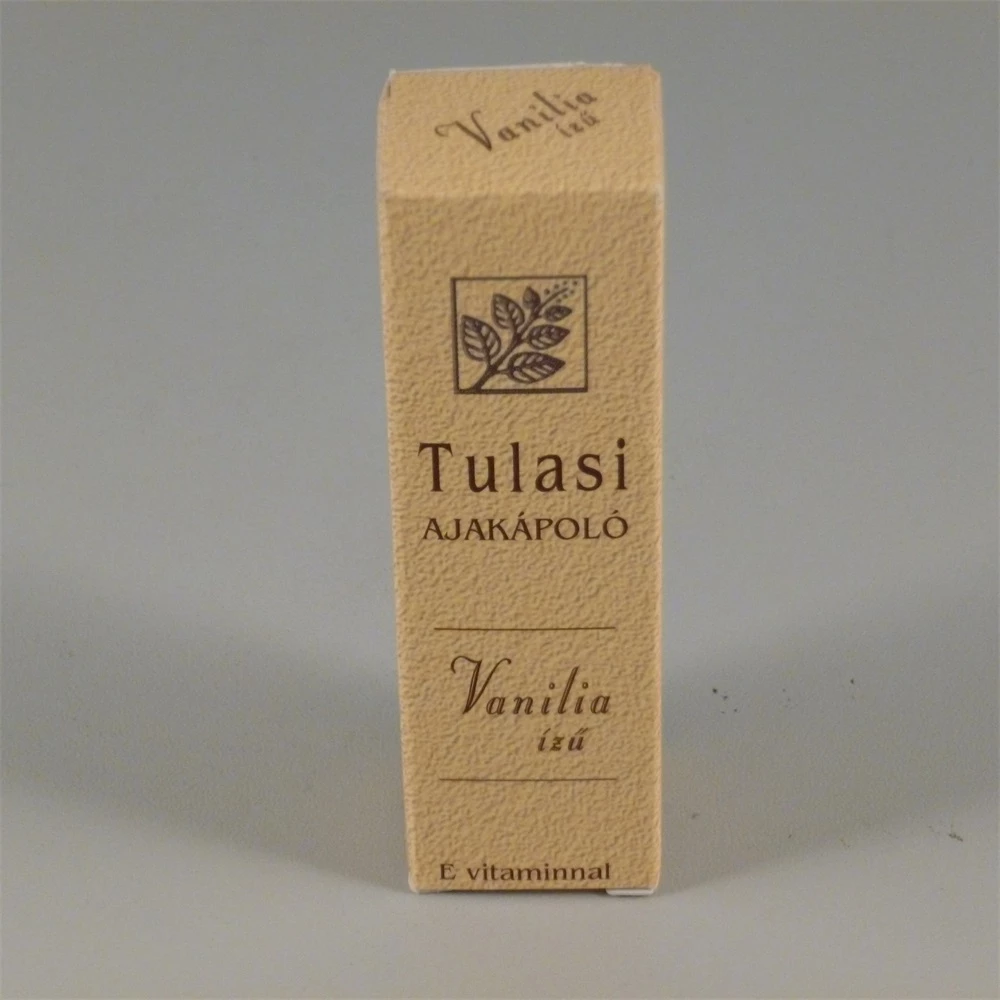 Vanilia
ízű
Tulasi
AJAKÁPOLÓ
Vanilia
ízű
E vitaminnal